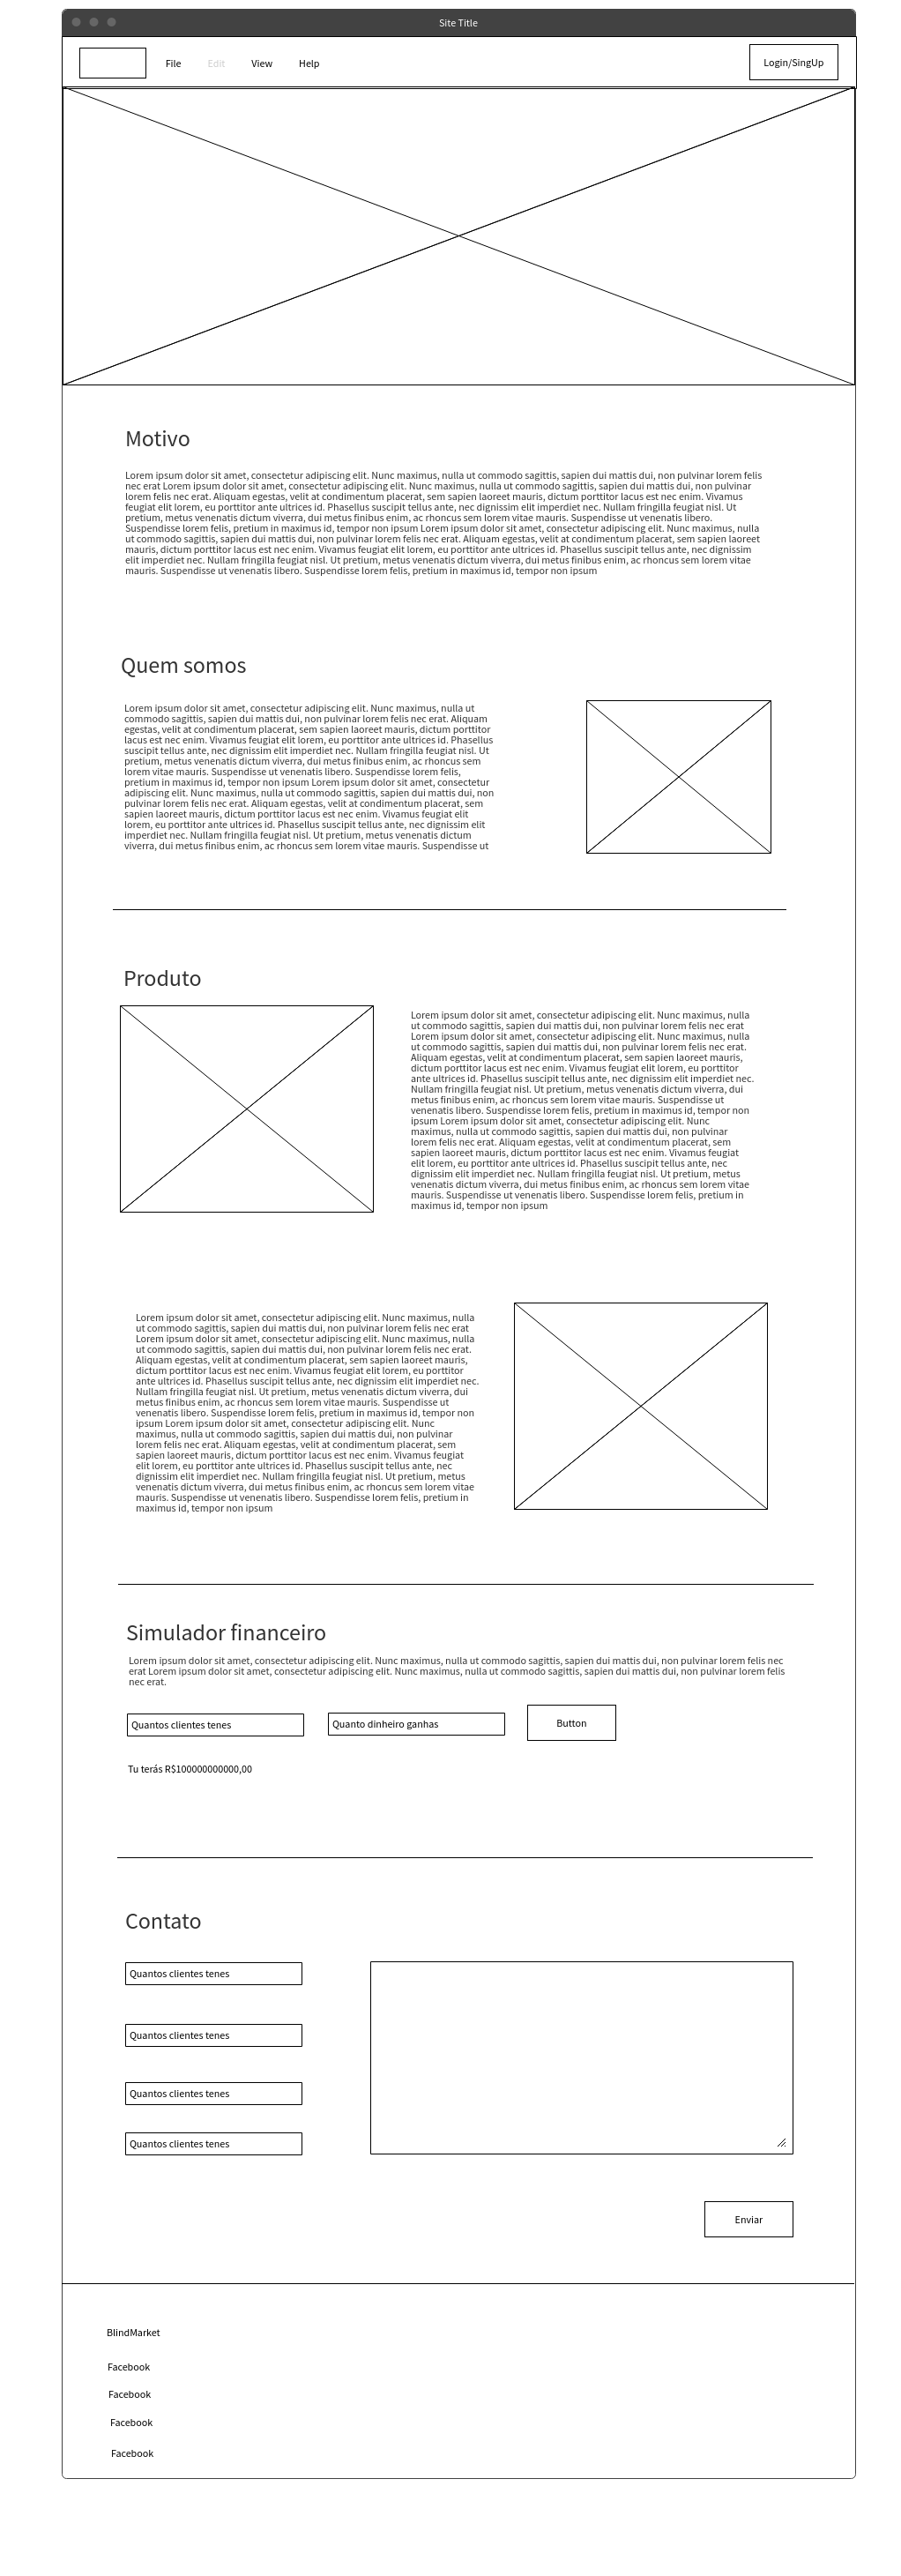 Site Title
File Edit View Help Login/SingUp
Motivo
Lorem ipsum dolor sit amet, consectetur adipiscing elit. Nunc maximus, nulla ut commodo sagittis, sapien dui mattis dui, non pulvinar lorem felis
nec erat Lorem ipsum dolor sit amet, consectetur adipiscing elit. Nunc maximus, nulla ut commodo sagittis, sapien dui mattis dui, non pulvinar
lorem felis nec erat. Aliquam egestas, velit at condimentum placerat, sem sapien laoreet mauris, dictum porttitor lacus est nec enim. Vivamus
feugiat elit lorem, eu porttitor ante ultrices id. Phasellus suscipit tellus ante, nec dignissim elit imperdiet nec. Nullam fringilla feugiat nisl. Ut
pretium, metus venenatis dictum viverra, dui metus finibus enim, ac rhoncus sem lorem vitae mauris. Suspendisse ut venenatis libero.
Suspendisse lorem felis, pretium in maximus id, tempor non ipsum Lorem ipsum dolor sit amet, consectetur adipiscing elit. Nunc maximus, nulla
ut commodo sagittis, sapien dui mattis dui, non pulvinar lorem felis nec erat. Aliquam egestas, velit at condimentum placerat, sem sapien laoreet
mauris, dictum porttitor lacus est nec enim. Vivamus feugiat elit lorem, eu porttitor ante ultrices id. Phasellus suscipit tellus ante, nec dignissim
elit imperdiet nec. Nullam fringilla feugiat nisl. Ut pretium, metus venenatis dictum viverra, dui metus finibus enim, ac rhoncus sem lorem vitae
mauris. Suspendisse ut venenatis libero. Suspendisse lorem felis, pretium in maximus id, tempor non ipsum
Quem somos
Lorem ipsum dolor sit amet, consectetur adipiscing elit. Nunc maximus, nulla ut
commodo sagittis, sapien dui mattis dui, non pulvinar lorem felis nec erat. Aliquam
egestas, velit at condimentum placerat, sem sapien laoreet mauris, dictum porttitor
lacus est nec enim. Vivamus feugiat elit lorem, eu porttitor ante ultrices id. Phasellus
suscipit tellus ante, nec dignissim elit imperdiet nec. Nullam fringilla feugiat nisl. Ut
pretium, metus venenatis dictum viverra, dui metus finibus enim, ac rhoncus sem
lorem vitae mauris. Suspendisse ut venenatis libero. Suspendisse lorem felis,
pretium in maximus id, tempor non ipsum Lorem ipsum dolor sit amet, consectetur
adipiscing elit. Nunc maximus, nulla ut commodo sagittis, sapien dui mattis dui, non
pulvinar lorem felis nec erat. Aliquam egestas, velit at condimentum placerat, sem
sapien laoreet mauris, dictum porttitor lacus est nec enim. Vivamus feugiat elit
lorem, eu porttitor ante ultrices id. Phasellus suscipit tellus ante, nec dignissim elit
imperdiet nec. Nullam fringilla feugiat nisl. Ut pretium, metus venenatis dictum
viverra, dui metus finibus enim, ac rhoncus sem lorem vitae mauris. Suspendisse ut
Produto
Lorem ipsum dolor sit amet, consectetur adipiscing elit. Nunc maximus, nulla
ut commodo sagittis, sapien dui mattis dui, non pulvinar lorem felis nec erat
Lorem ipsum dolor sit amet, consectetur adipiscing elit. Nunc maximus, nulla
ut commodo sagittis, sapien dui mattis dui, non pulvinar lorem felis nec erat.
Aliquam egestas, velit at condimentum placerat, sem sapien laoreet mauris,
dictum porttitor lacus est nec enim. Vivamus feugiat elit lorem, eu porttitor
ante ultrices id. Phasellus suscipit tellus ante, nec dignissim elit imperdiet nec.
Nullam fringilla feugiat nisl. Ut pretium, metus venenatis dictum viverra, dui
metus finibus enim, ac rhoncus sem lorem vitae mauris. Suspendisse ut
venenatis libero. Suspendisse lorem felis, pretium in maximus id, tempor non
ipsum Lorem ipsum dolor sit amet, consectetur adipiscing elit. Nunc
maximus, nulla ut commodo sagittis, sapien dui mattis dui, non pulvinar
lorem felis nec erat. Aliquam egestas, velit at condimentum placerat, sem
sapien laoreet mauris, dictum porttitor lacus est nec enim. Vivamus feugiat
elit lorem, eu porttitor ante ultrices id. Phasellus suscipit tellus ante, nec
dignissim elit imperdiet nec. Nullam fringilla feugiat nisl. Ut pretium, metus
venenatis dictum viverra, dui metus finibus enim, ac rhoncus sem lorem vitae
mauris. Suspendisse ut venenatis libero. Suspendisse lorem felis, pretium in
maximus id, tempor non ipsum
Lorem ipsum dolor sit amet, consectetur adipiscing elit. Nunc maximus, nulla
ut commodo sagittis, sapien dui mattis dui, non pulvinar lorem felis nec erat
Lorem ipsum dolor sit amet, consectetur adipiscing elit. Nunc maximus, nulla
ut commodo sagittis, sapien dui mattis dui, non pulvinar lorem felis nec erat.
Aliquam egestas, velit at condimentum placerat, sem sapien laoreet mauris,
dictum porttitor lacus est nec enim. Vivamus feugiat elit lorem, eu porttitor
ante ultrices id. Phasellus suscipit tellus ante, nec dignissim elit imperdiet nec.
Nullam fringilla feugiat nisl. Ut pretium, metus venenatis dictum viverra, dui
metus finibus enim, ac rhoncus sem lorem vitae mauris. Suspendisse ut
venenatis libero. Suspendisse lorem felis, pretium in maximus id, tempor non
ipsum Lorem ipsum dolor sit amet, consectetur adipiscing elit. Nunc
maximus, nulla ut commodo sagittis, sapien dui mattis dui, non pulvinar
lorem felis nec erat. Aliquam egestas, velit at condimentum placerat, sem
sapien laoreet mauris, dictum porttitor lacus est nec enim. Vivamus feugiat
elit lorem, eu porttitor ante ultrices id. Phasellus suscipit tellus ante, nec
dignissim elit imperdiet nec. Nullam fringilla feugiat nisl. Ut pretium, metus
venenatis dictum viverra, dui metus finibus enim, ac rhoncus sem lorem vitae
mauris. Suspendisse ut venenatis libero. Suspendisse lorem felis, pretium in
maximus id, tempor non ipsum
Simulador financeiro
Lorem ipsum dolor sit amet, consectetur adipiscing elit. Nunc maximus, nulla ut commodo sagittis, sapien dui mattis dui, non pulvinar lorem felis nec
erat Lorem ipsum dolor sit amet, consectetur adipiscing elit. Nunc maximus, nulla ut commodo sagittis, sapien dui mattis dui, non pulvinar lorem felis
nec erat.
Quantos clientes tenes Quanto dinheiro ganhas Button
Tu terás R$100000000000,00
Contato
Quantos clientes tenes
Quantos clientes tenes
Quantos clientes tenes
Quantos clientes tenes
Enviar
BlindMarket
Facebook
Facebook
Facebook
Facebook